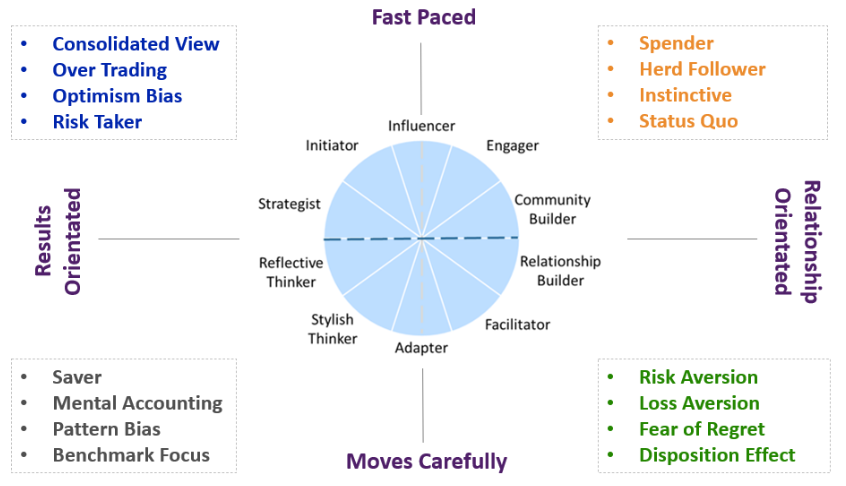 Fast Paced
• Consolidated View
• Over Trading
• Optimism Bias
• Risk Taker
• Spender
• Herd Follower
• Instinctive
• Status Quo
Influencer
Initiator
Engager
Strategist
Community
Builder
Results
Orientated
Relationship
Orientated
Reflective
Thinker
Relationship
Builder
Stylish
Thinker
Facilitator
Adapter
• Saver
• Mental Accounting
• Pattern Bias
• Benchmark Focus
• Risk Aversion
• Loss Aversion
• Fear of Regret
• Disposition Effect
Moves Carefully